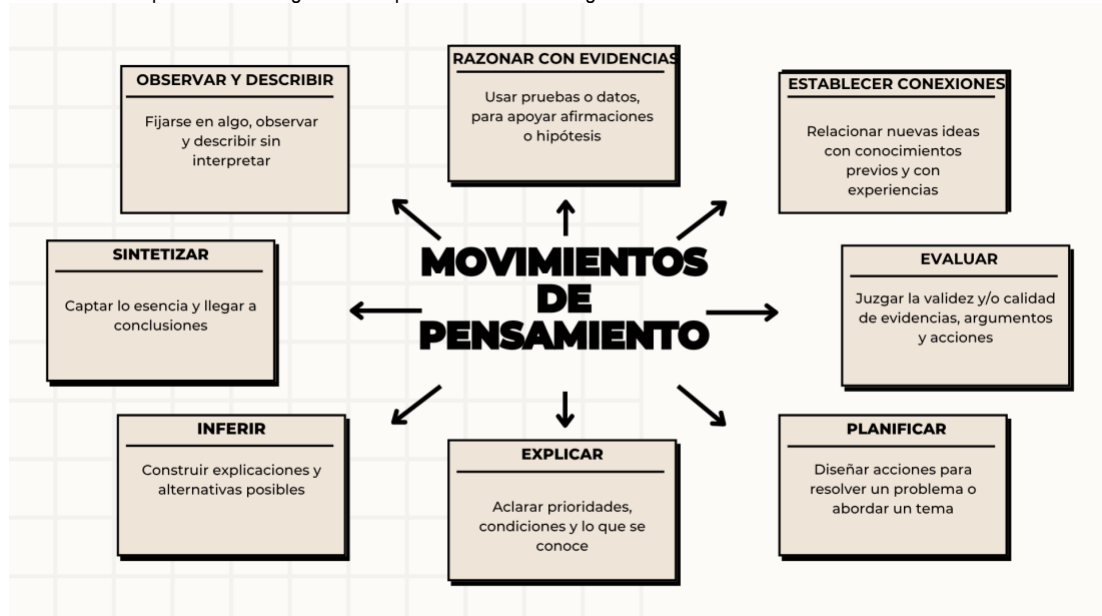 RAZONAR CON EVIDENCIAS
Usar pruebas o datos,
para apoyar afirmaciones
o hipótesis
OBSERVAR Y DESCRIBIR
Fijarse en algo, observar
y describir sin
interpretar
ESTABLECER CONEXIONES
Relacionar nuevas ideas
con conocimientos
previos y con
experiencias
MOVIMIENTOS
DE
PENSAMIENTO
SINTETIZAR
Captar lo esencia y llegar a
conclusiones
EVALUAR
Juzgar la validez y/o calidad
de evidencias, argumentos
y acciones
INFERIR
Construir explicaciones y
alternativas posibles
EXPLICAR
Aclarar prioridades,
condiciones y lo que se
conoce
PLANIFICAR
Diseñar acciones para
resolver un problema o
abordar un tema